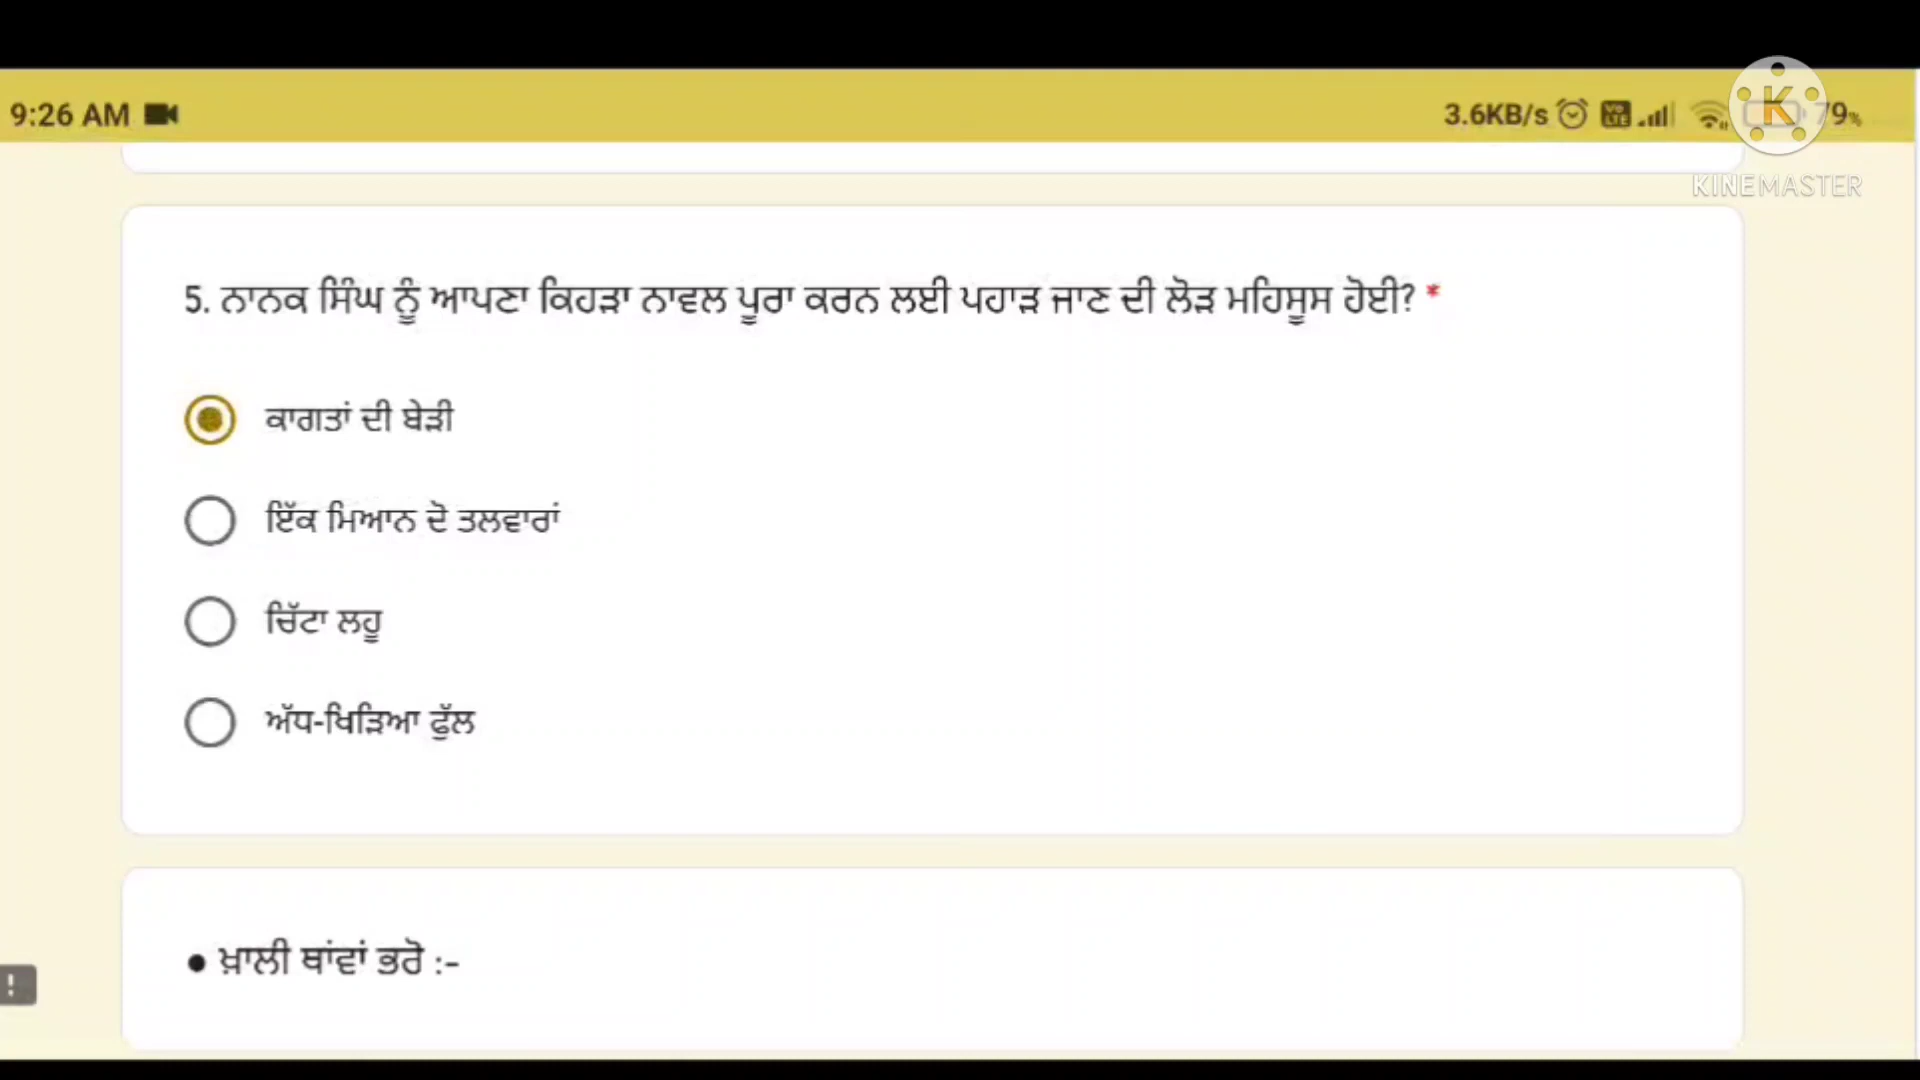 9:26 AM 3.6KB/s 79%
KINEMASTER
5. ਨਾਨਕ ਸਿੰਘ ਨੂੰ ਆਪਣਾ ਕਿਹੜਾ ਨਾਵਲ ਪੂਰਾ ਕਰਨ ਲਈ ਪਹਾੜ ਜਾਣ ਦੀ ਲੋੜ ਮਹਿਸੂਸ ਹੋਈ? *
ਕਾਗਤਾਂ ਦੀ ਬੇੜੀ
ਇੱਕ ਮਿਆਨ ਦੋ ਤਲਵਾਰਾਂ
ਚਿੱਟਾ ਲਹੂ
ਅੱਧ-ਖਿੜਿਆ ਫੁੱਲ
● ਖ਼ਾਲੀ ਥਾਂਵਾਂ ਭਰੋ :-